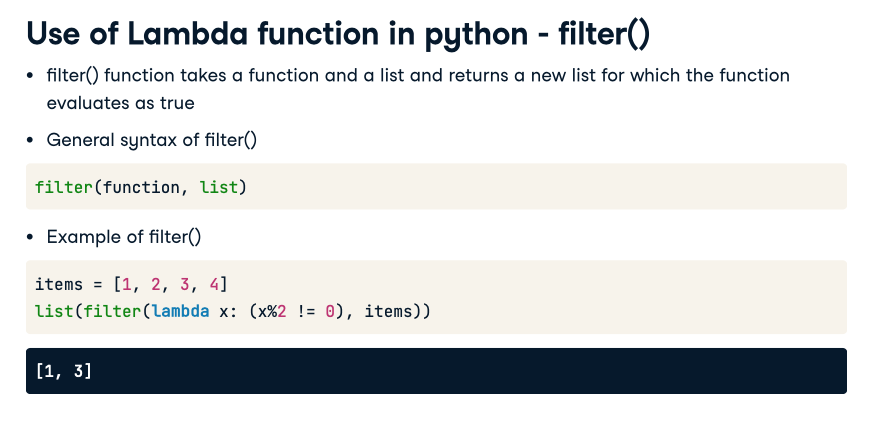 Use of Lambda function in python - filter()
• filter() function takes a function and a list and returns a new list for which the function
evaluates as true
• General syntax of filter()
filter(function, list)
• Example of filter()
items = [1, 2, 3, 4]
list(filter(lambda x: (x%2 != 0), items))
[1, 3]